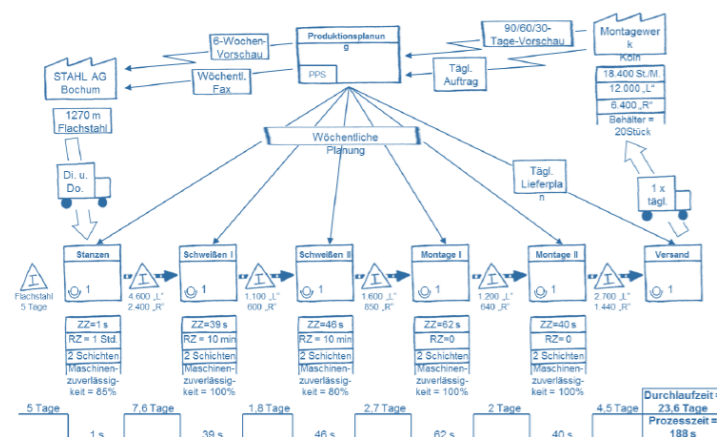 6-Wochen-
Vorschau
Produktionsplanun
g
PPS
90/60/30-
Tage-Vorschau
Montagewer
k
Köln
STAHL AG
Bochum
Wöchentl.
Fax
Tägl.
Auftrag
18.400 St./M.
12.000 „L“
6.400 „R“
Behälter =
20Stück
1270 m
Flachstahl
Wöchentliche
Planung
Di. u.
Do.
Tägl.
Lieferpla
n
1 x
tägl.
Stanzen
Schweißen I
Schweißen II
Montage I
Montage II
Versand
I
1
I
1
I
1
I
1
I
1
I
1
Flachstahl
5 Tage
4.600 „L“
2.400 „R“
1.100 „L“
600 „R“
1.600 „L“
850 „R“
1.200 „L“
640 „R“
2.700 „L“
1.440 „R“
ZZ=1 s
RZ = 1 Std.
2 Schichten
Maschinen-
zuverlässig-
keit = 85%
ZZ=39 s
RZ = 10 min
2 Schichten
Maschinen-
zuverlässig-
keit = 100%
ZZ=46 s
RZ = 10 min
2 Schichten
Maschinen-
zuverlässig-
keit = 80%
ZZ=62 s
RZ=0
2 Schichten
Maschinen-
zuverlässig-
keit = 100%
ZZ=40 s
RZ= 0
2 Schichten
Maschinen-
zuverlässig-
keit = 100%
5 Tage
7,6 Tage
1,8 Tage
2,7 Tage
2 Tage
4,5 Tage
Durchlaufzeit =
23,6 Tage
Prozesszeit =
188 s
1 s
39 s
46 s
62 s
40 s